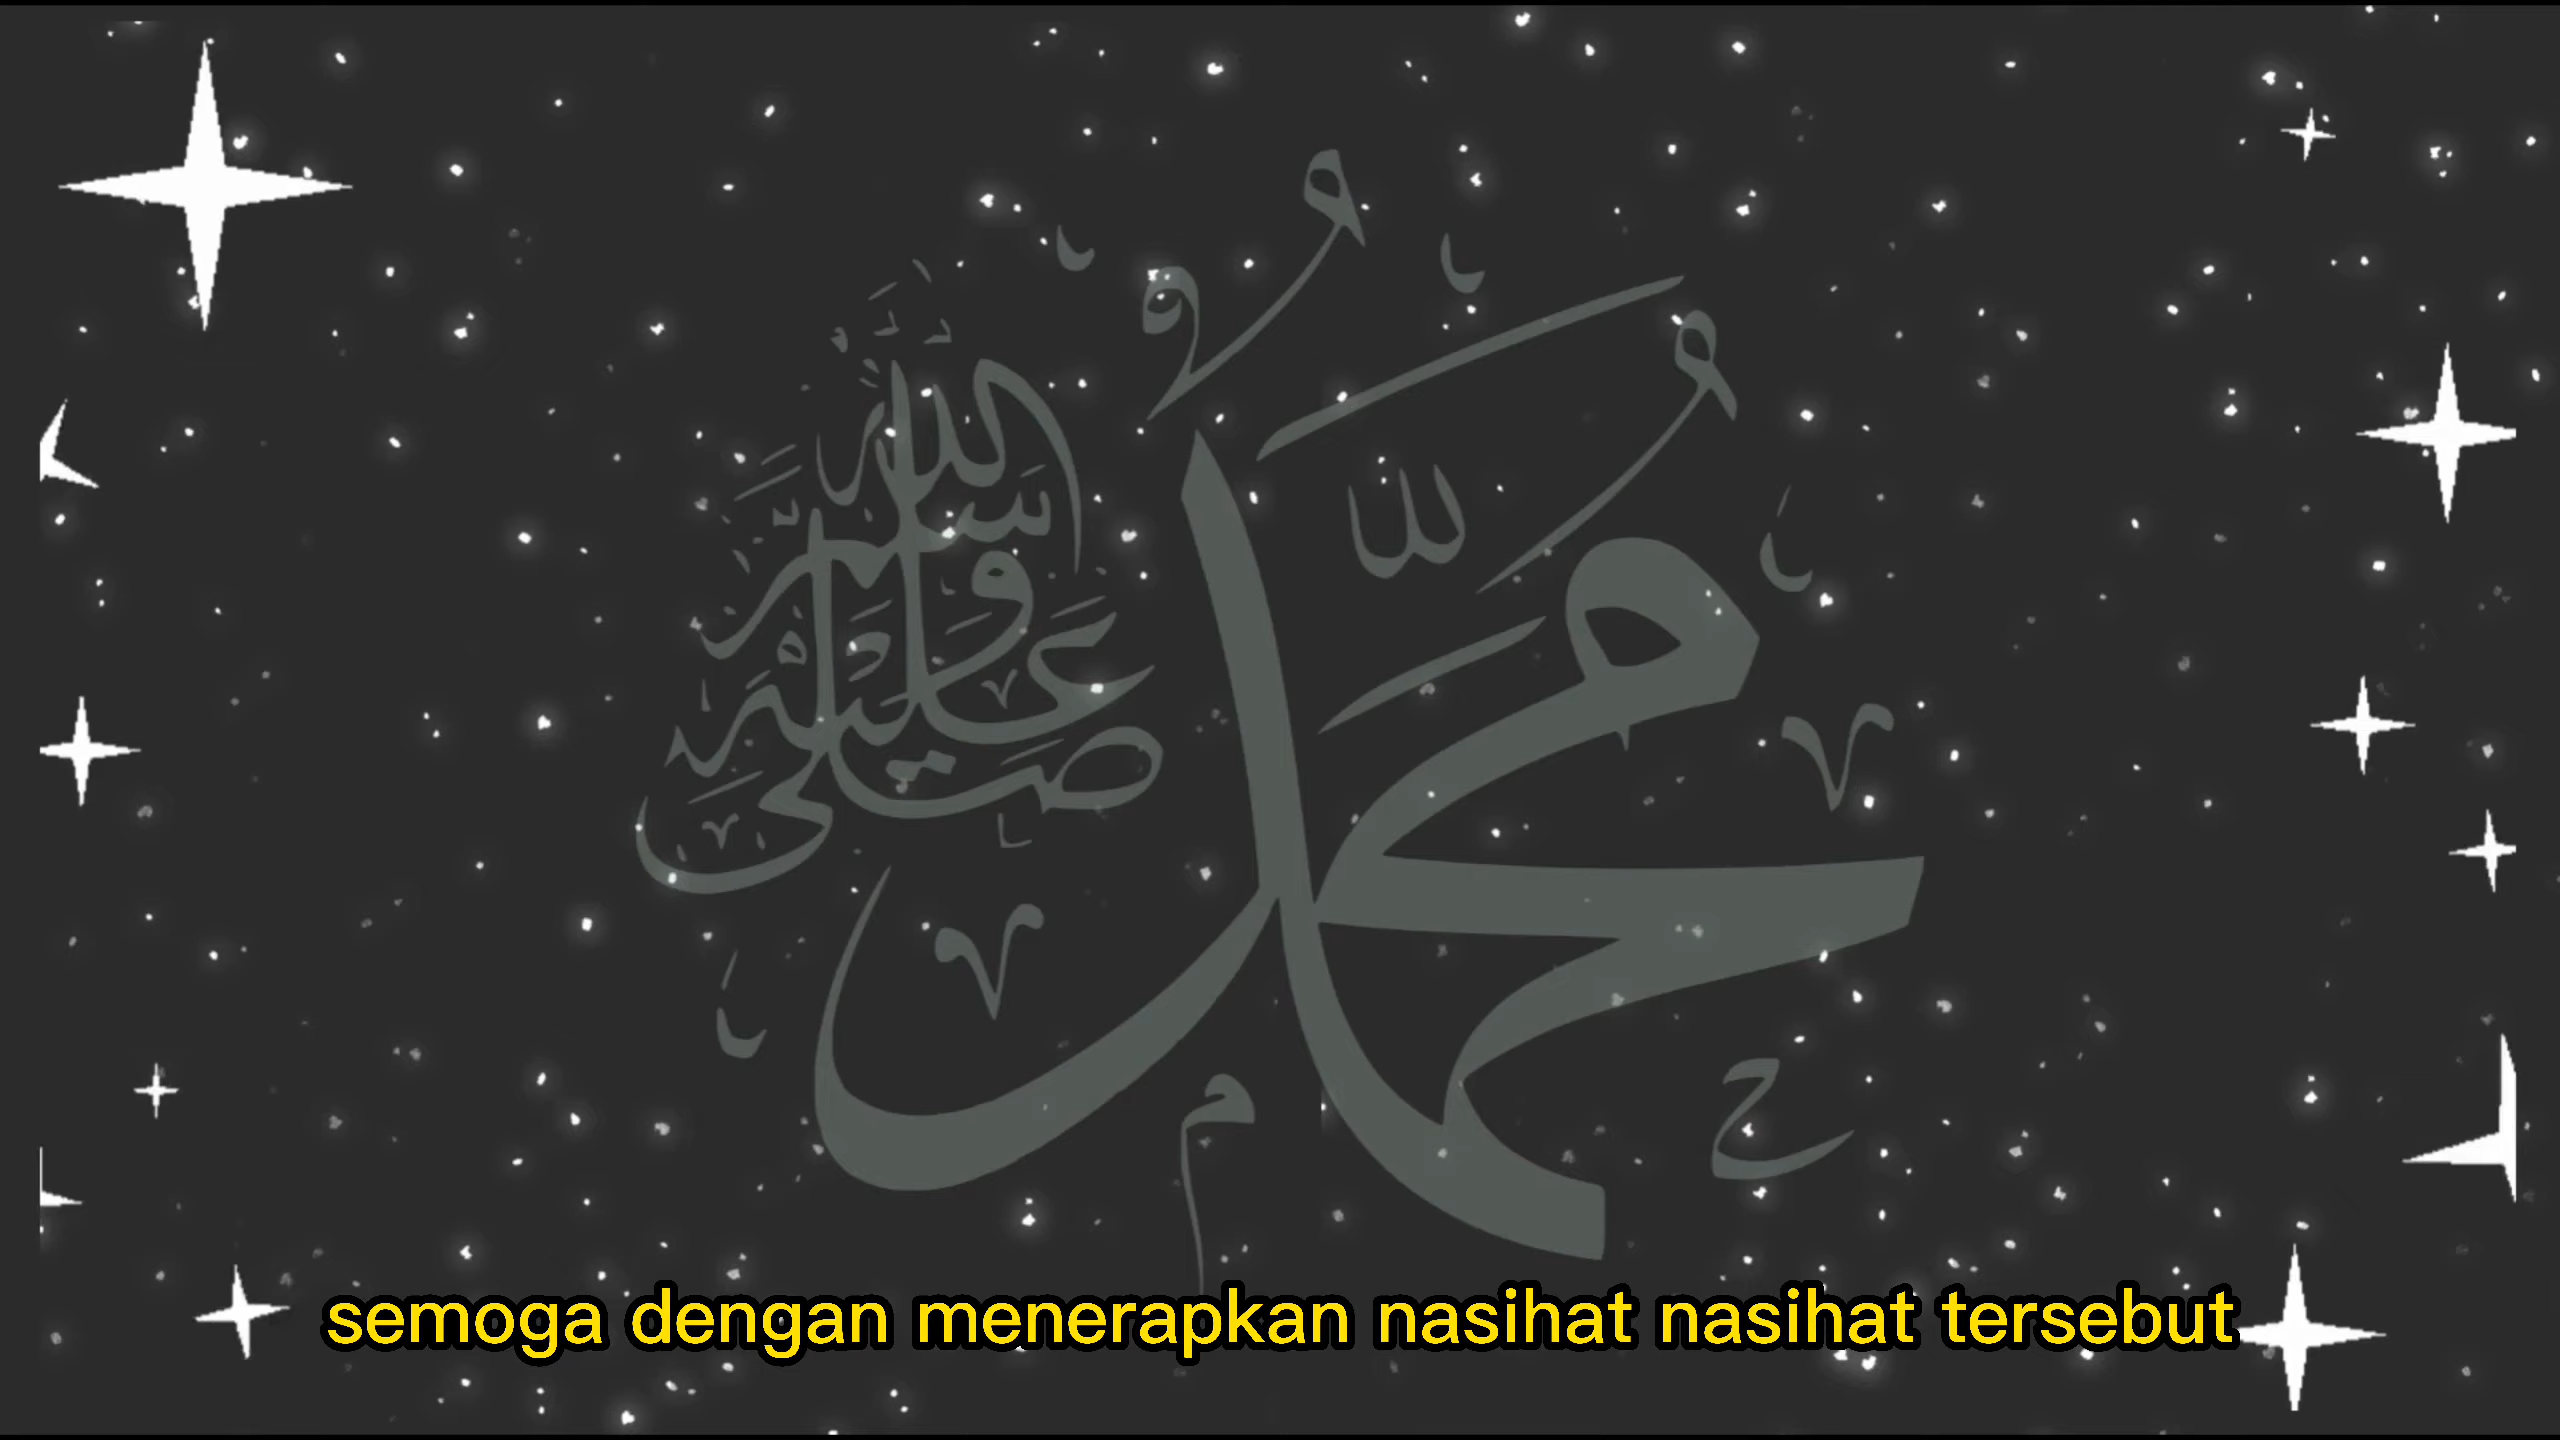 محمد
صلى الله عليه وسلم
semoga dengan menerapkan nasihat nasihat tersebut